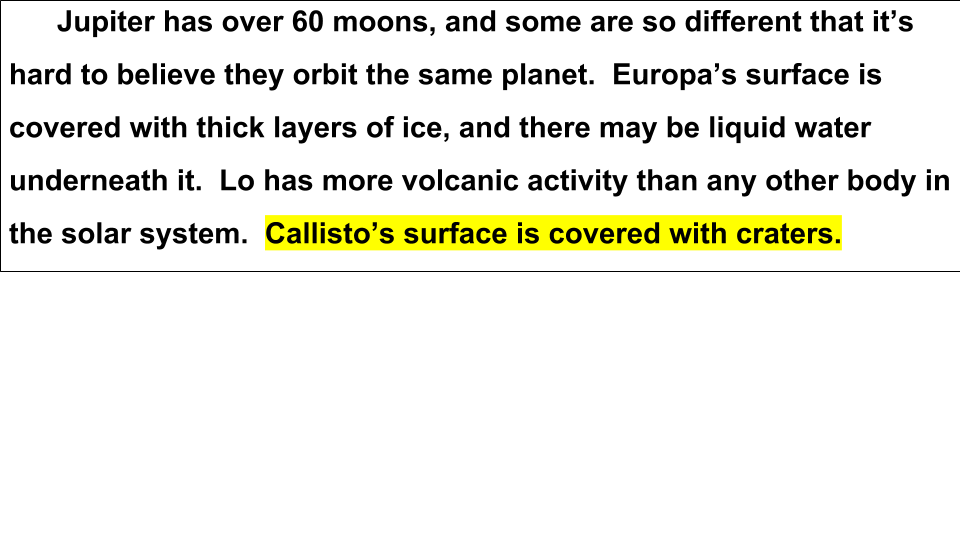 Jupiter has over 60 moons, and some are so different that it’s
hard to believe they orbit the same planet.  Europa’s surface is
covered with thick layers of ice, and there may be liquid water
underneath it.  Lo has more volcanic activity than any other body in
the solar system.  Callisto’s surface is covered with craters.